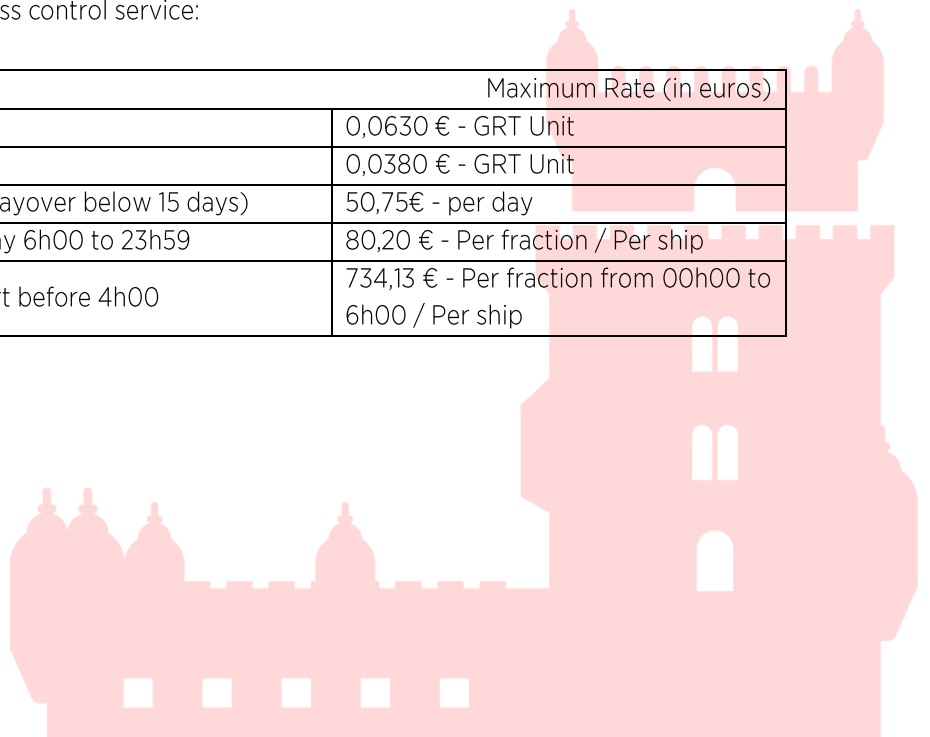 ss control service:
Maximum Rate (in euros)
0,0630 € - GRT Unit
0,0380 € - GRT Unit
ayover below 15 days)
50,75€ - per day
y 6h00 to 23h59
80,20 € - Per fraction / Per ship
t before 4h00
734,13 € - Per fraction from 00h00 to
6h00 / Per ship